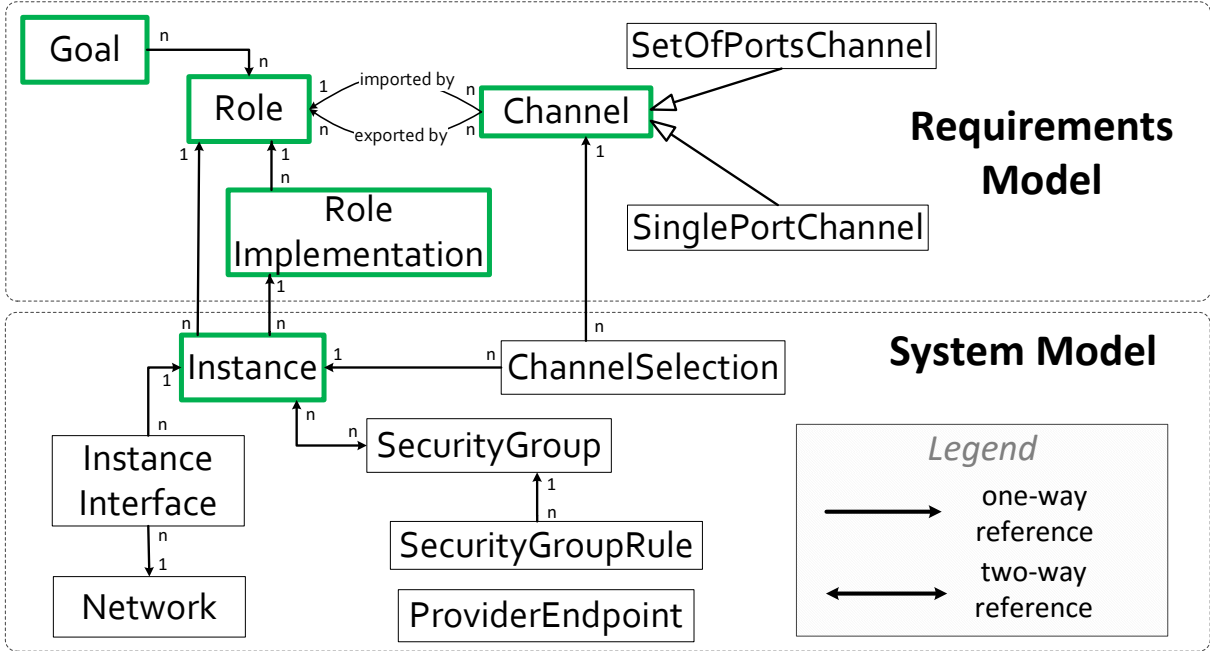 Goal
n
n
Role
1
imported by
n
n
exported by
n
Channel
SetOfPortsChannel
Requirements
Model
SinglePortChannel
1
1
n
1
Role
Implementation
1
n
n
n
Instance
1
n
ChannelSelection
System Model
1
n
n
n
SecurityGroup
Instance
Interface
1
n
SecurityGroupRule
n
1
Network
ProviderEndpoint
Legend
one-way
reference
two-way
reference